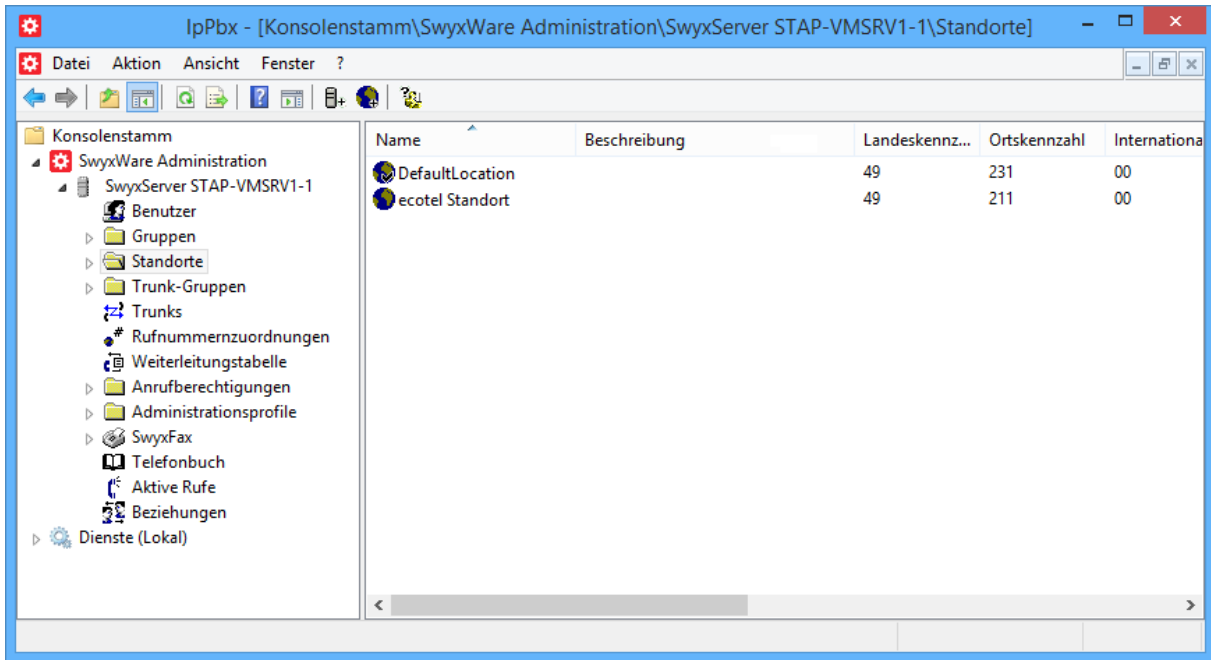 IpPbx - [Konsolenstamm\SwyxWare Administration\SwyxServer STAP-VMSRV1-1\Standorte]
Datei Aktion Ansicht Fenster ?
Konsolenstamm
SwyxWare Administration
SwyxServer STAP-VMSRV1-1
Benutzer
Gruppen
Standorte
Trunk-Gruppen
Trunks
Rufnummernzuordnungen
Weiterleitungstabelle
Anrufberechtigungen
Administrationsprofile
SwyxFax
Telefonbuch
Aktive Rufe
Beziehungen
Dienste (Lokal)
Name Beschreibung Landeskennz... Ortskennzahl Internationa
DefaultLocation 49 231 00
ecotel Standort 49 211 00